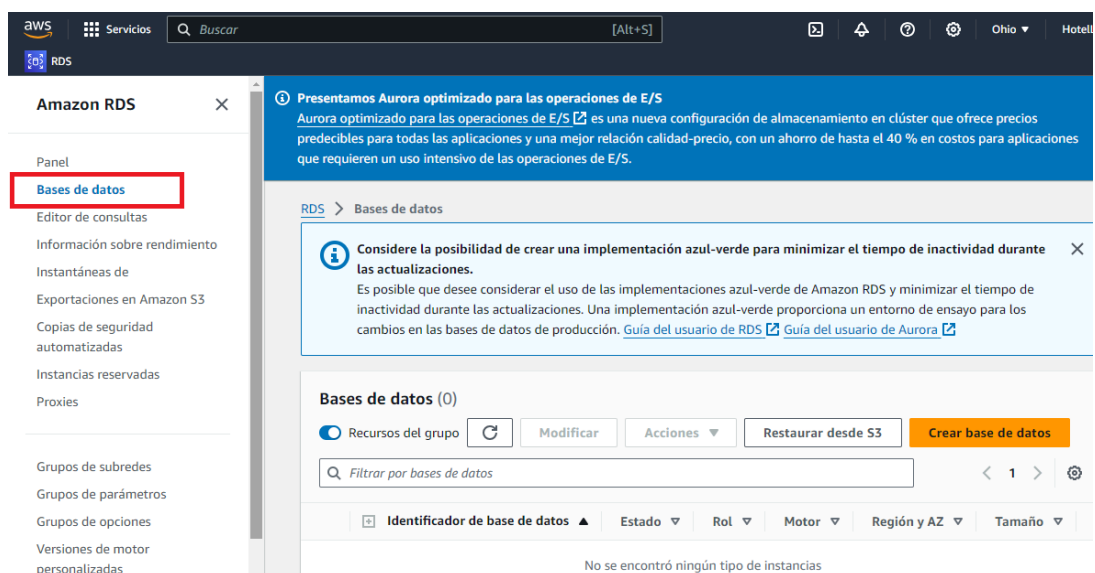 aws Servicios Buscar [Alt+S] Ohio Hotell
RDS
Amazon RDS
Panel
Bases de datos
Editor de consultas
Información sobre rendimiento
Instantáneas de
Exportaciones en Amazon S3
Copias de seguridad
automatizadas
Instancias reservadas
Proxies
Grupos de subredes
Grupos de parámetros
Grupos de opciones
Versiones de motor
personalizadas
Presentamos Aurora optimizado para las operaciones de E/S
Aurora optimizado para las operaciones de E/S es una nueva configuración de almacenamiento en clúster que ofrece precios
predecibles para todas las aplicaciones y una mejor relación calidad-precio, con un ahorro de hasta el 40 % en costos para aplicaciones
que requieren un uso intensivo de las operaciones de E/S.
RDS > Bases de datos
Considere la posibilidad de crear una implementación azul-verde para minimizar el tiempo de inactividad durante
las actualizaciones.
Es posible que desee considerar el uso de las implementaciones azul-verde de Amazon RDS y minimizar el tiempo de
inactividad durante las actualizaciones. Una implementación azul-verde proporciona un entorno de ensayo para los
cambios en las bases de datos de producción. Guía del usuario de RDS Guía del usuario de Aurora
Bases de datos (0)
Recursos del grupo Modificar Acciones Restaurar desde S3 Crear base de datos
Filtrar por bases de datos < 1 >
Identificador de base de datos Estado Rol Motor Región y AZ Tamaño
No se encontró ningún tipo de instancias